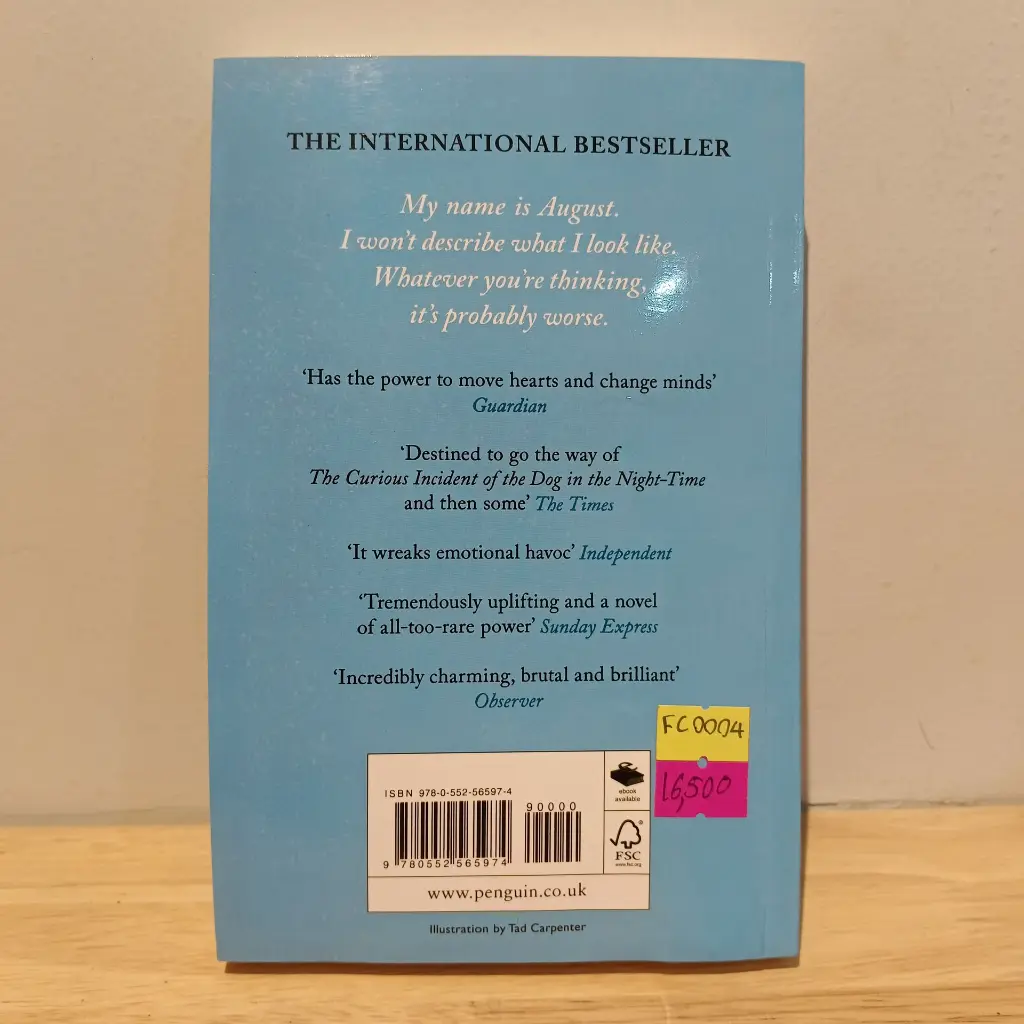 THE INTERNATIONAL BESTSELLER
My name is August.
I won't describe what I look like.
Whatever you're thinking,
it's probably worse.
‘Has the power to move hearts and change minds’
Guardian
‘Destined to go the way of
The Curious Incident of the Dog in the Night-Time
and then some’ The Times
‘It wreaks emotional havoc’ Independent
‘Tremendously uplifting and a novel
of all-too-rare power’ Sunday Express
‘Incredibly charming, brutal and brilliant’
Observer
FC0004
16,500
ISBN 978-0-552-56597-4
90000
9 780552 565974
ebook
available
FSC
www.fsc.org
www.penguin.co.uk
Illustration by Tad Carpenter